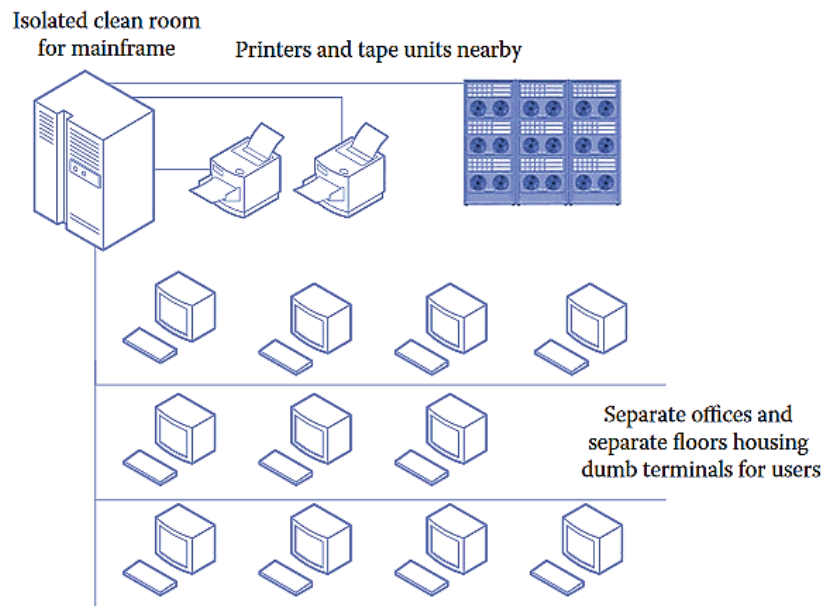 Isolated clean room
for mainframe
Printers and tape units nearby
Separate offices and
separate floors housing
dumb terminals for users